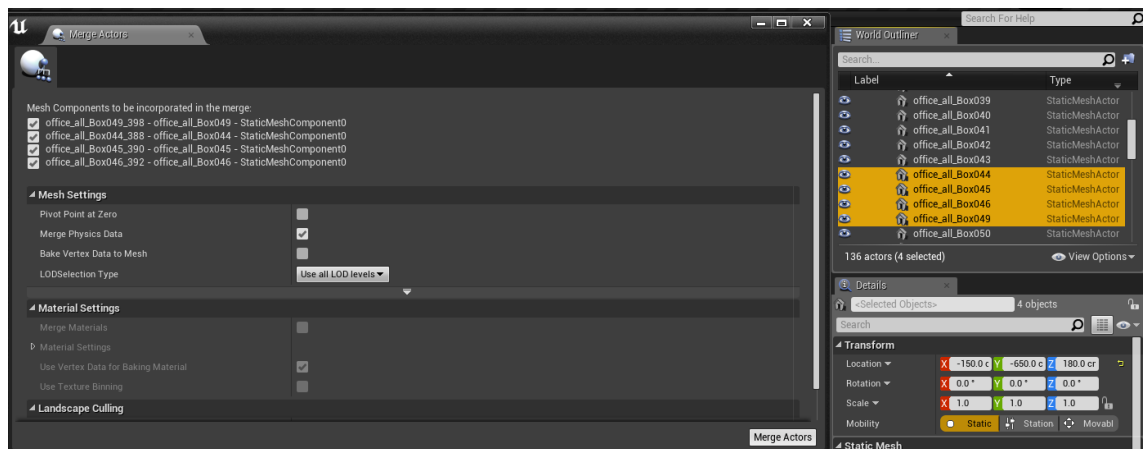 Merge Actors
Mesh Components to be incorporated in the merge:
office_all_Box049_398 - office_all_Box049 - StaticMeshComponent0
office_all_Box044_388 - office_all_Box044 - StaticMeshComponent0
office_all_Box045_390 - office_all_Box045 - StaticMeshComponent0
office_all_Box046_392 - office_all_Box046 - StaticMeshComponent0
Mesh Settings
Pivot Point at Zero
Merge Physics Data
Bake Vertex Data to Mesh
LODSelection Type Use all LOD levels
Material Settings
Merge Materials
Material Settings
Use Vertex Data for Baking Material
Use Texture Binning
Landscape Culling
Merge Actors
Search For Help
World Outliner
Search...
Label Type
office_all_Box039 StaticMeshActor
office_all_Box040 StaticMeshActor
office_all_Box041 StaticMeshActor
office_all_Box042 StaticMeshActor
office_all_Box043 StaticMeshActor
office_all_Box044 StaticMeshActor
office_all_Box045 StaticMeshActor
office_all_Box046 StaticMeshActor
office_all_Box049 StaticMeshActor
office_all_Box050 StaticMeshActor
136 actors (4 selected) View Options
Details
<Selected Objects> 4 objects
Search
Transform
Location X -150.0 c Y -650.0 c Z 180.0 cr
Rotation X 0.0 ° Y 0.0 ° Z 0.0 °
Scale X 1.0 Y 1.0 Z 1.0
Mobility Static Station Movabl
Static Mesh